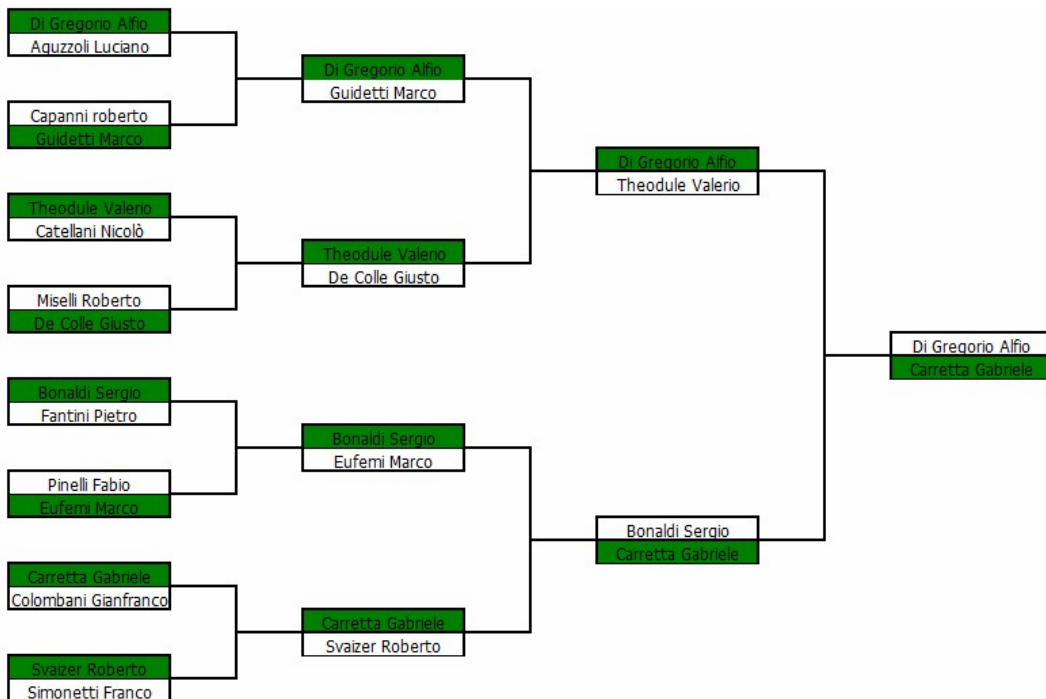 Di Gregorio Alfio
Aguzzoli Luciano
Capanni roberto
Guidetti Marco
Theodule Valerio
Catellani Nicolò
Miselli Roberto
De Colle Giusto
Bonaldi Sergio
Fantini Pietro
Pinelli Fabio
Eufemi Marco
Carretta Gabriele
Colombani Gianfranco
Svaizer Roberto
Simonetti Franco
Di Gregorio Alfio
Guidetti Marco
Theodule Valerio
De Colle Giusto
Bonaldi Sergio
Eufemi Marco
Carretta Gabriele
Svaizer Roberto
Di Gregorio Alfio
Theodule Valerio
Bonaldi Sergio
Carretta Gabriele
Di Gregorio Alfio
Carretta Gabriele